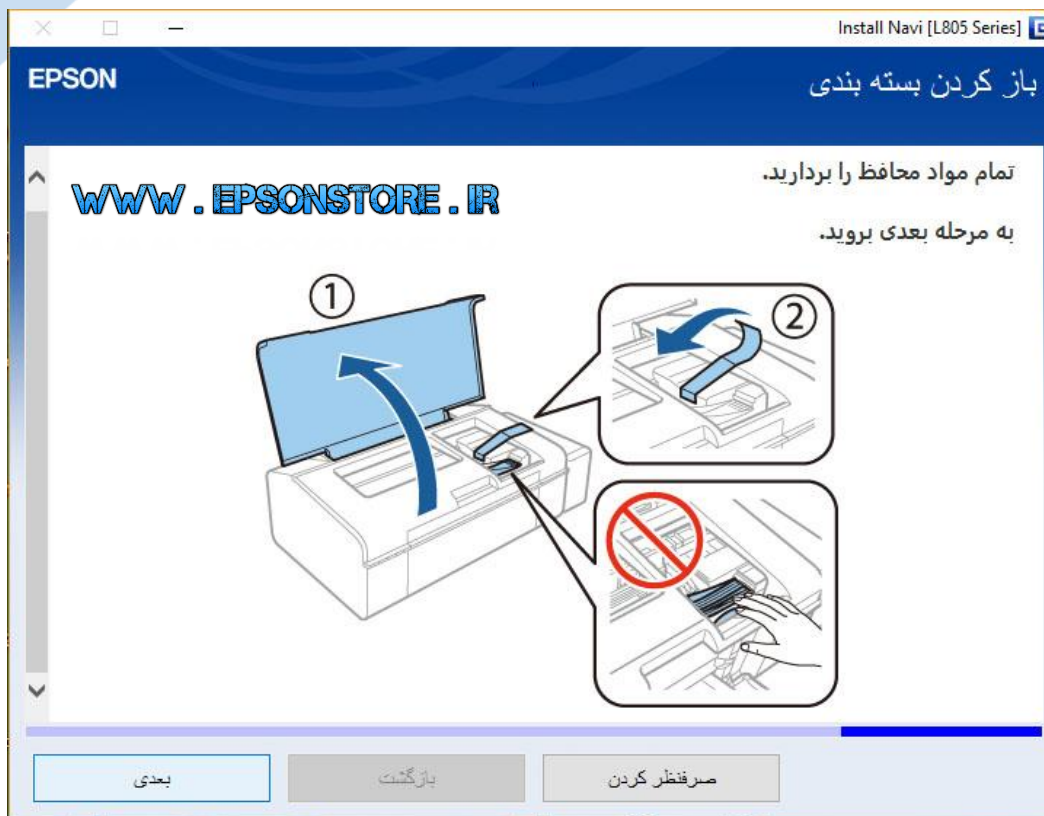 Install Navi [L805 Series]
EPSON
باز کردن بسته بندی
تمام مواد محافظ را بردارید.
WWW.EPSONSTORE.IR
به مرحله بعدی بروید.
①
②
صرفنظر کردن
بازگشت
بعدی